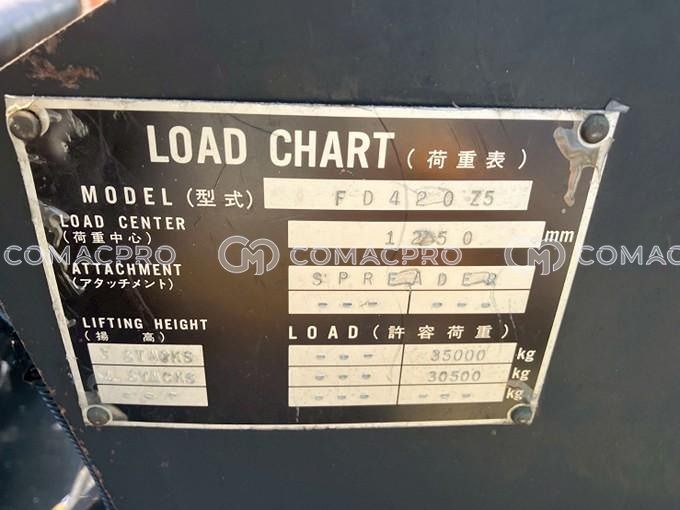 LOAD CHART (荷重表)
MODEL (型式) FD420Z5
LOAD CENTER
(荷重中心) 1250 mm
COMACPRO COMACPRO COMACPRO
ATTACHMENT
(アタッチメント) SPREADER
--- ---
LIFTING HEIGHT
(揚高) LOAD (許容荷重)
STACKS --- 35000 kg
STACKS --- 30500 kg
--- --- --- kg